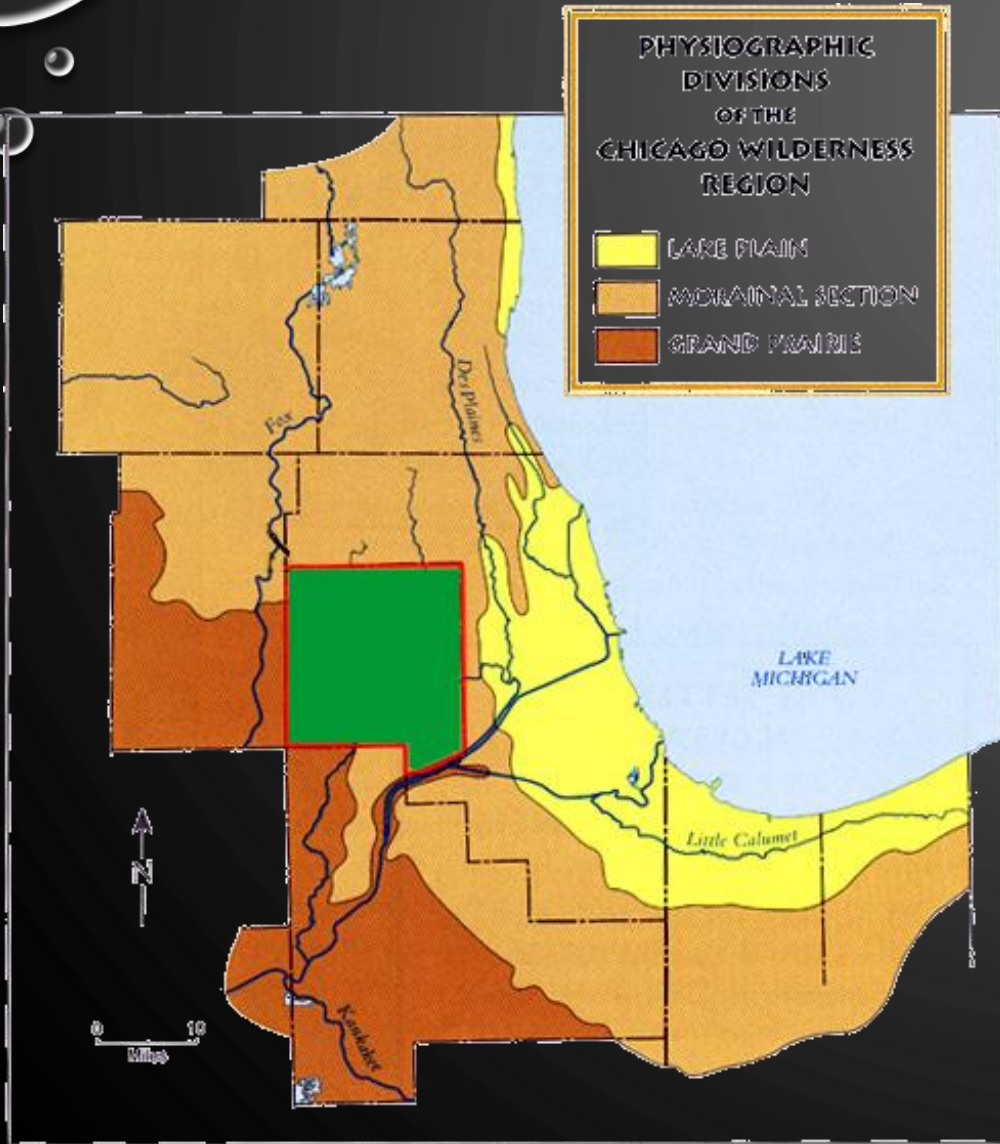 PHYSIOGRAPHIC
DIVISIONS
OF THE
CHICAGO WILDERNESS
REGION
LAKE PLAIN
MORAINAL SECTION
GRAND PRAIRIE
Des Plaines
Fox
LAKE
MICHIGAN
Little Calumet
N
Kankakee
0 10
Miles